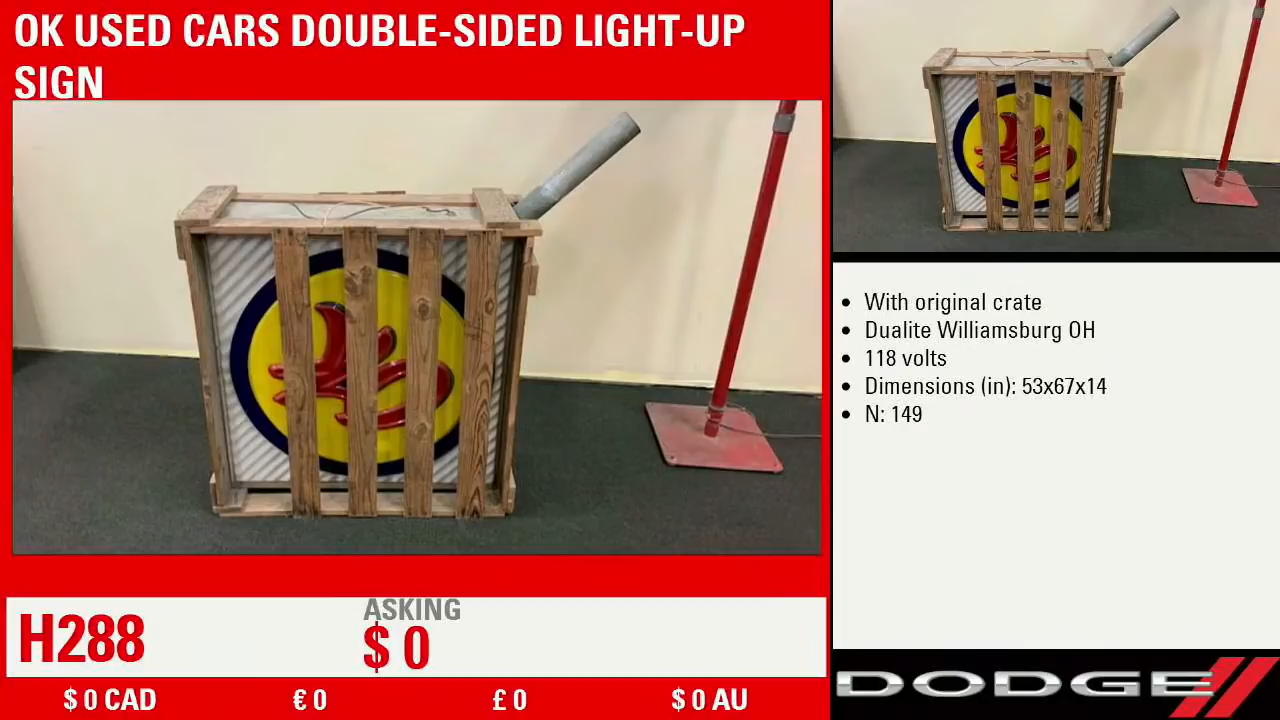 OK USED CARS DOUBLE-SIDED LIGHT-UP
SIGN
With original crate
Dualite Williamsburg OH
118 volts
Dimensions (in): 53x67x14
N: 149
H288
ASKING
$ 0
$ 0 CAD
€ 0
£ 0
$ 0 AU
DODGE